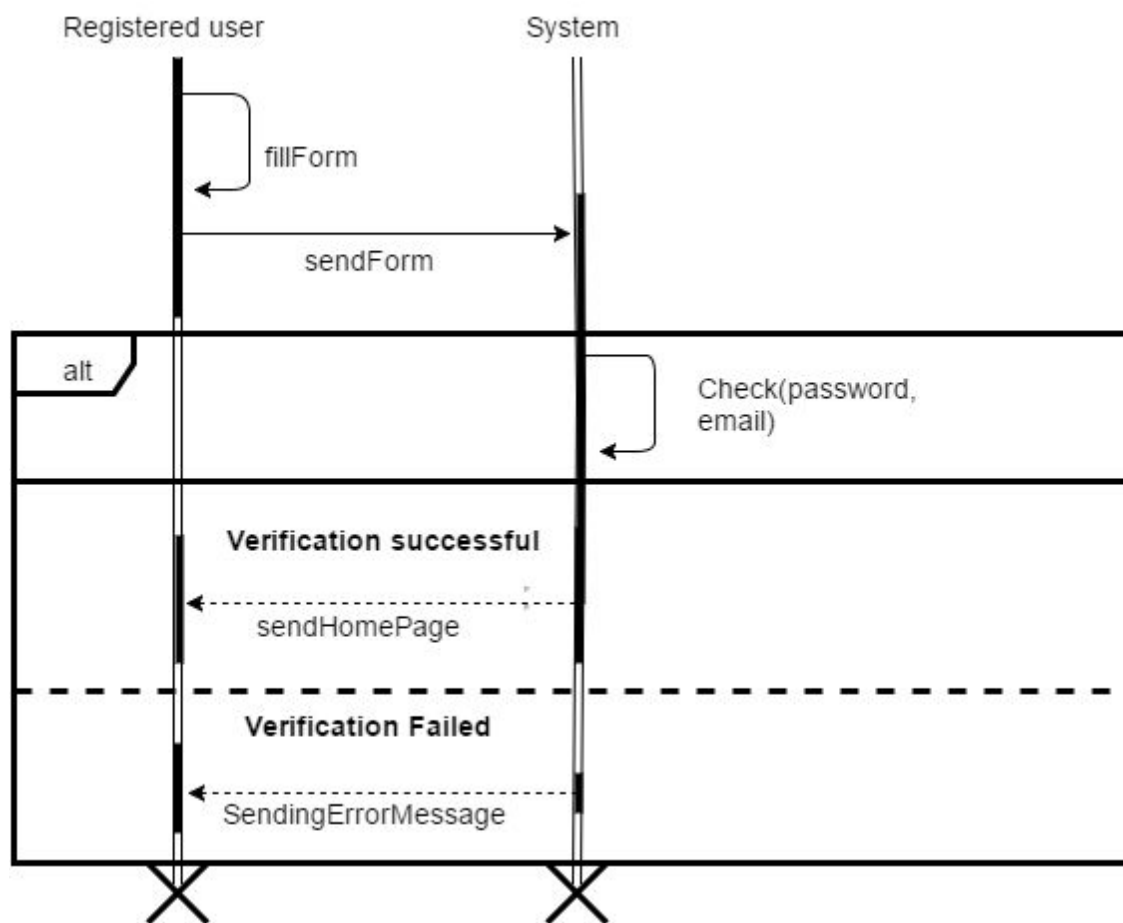 Registered user
System
fillForm
sendForm
alt
Check(password,
email)
Verification successful
sendHomePage
Verification Failed
SendingErrorMessage